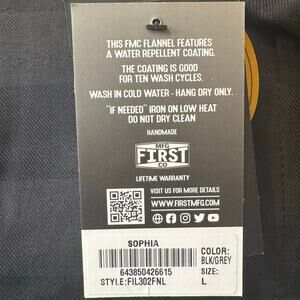 THIS FMC FLANNEL FEATURES
A WATER REPELLENT COATING.
THE COATING IS GOOD
FOR TEN WASH CYCLES.
WASH IN COLD WATER - HANG DRY ONLY.
"IF NEEDED" IRON ON LOW HEAT
DO NOT DRY CLEAN
HANDMADE
MFG
FIRST
CO
LIFETIME WARRANTY
VISIT US FOR MORE
WWW.FIRSTMFG.COM
SOPHIA
643850426615
STYLE:FIL302FNL
COLOR:
BLK/GREY
SIZE:
L